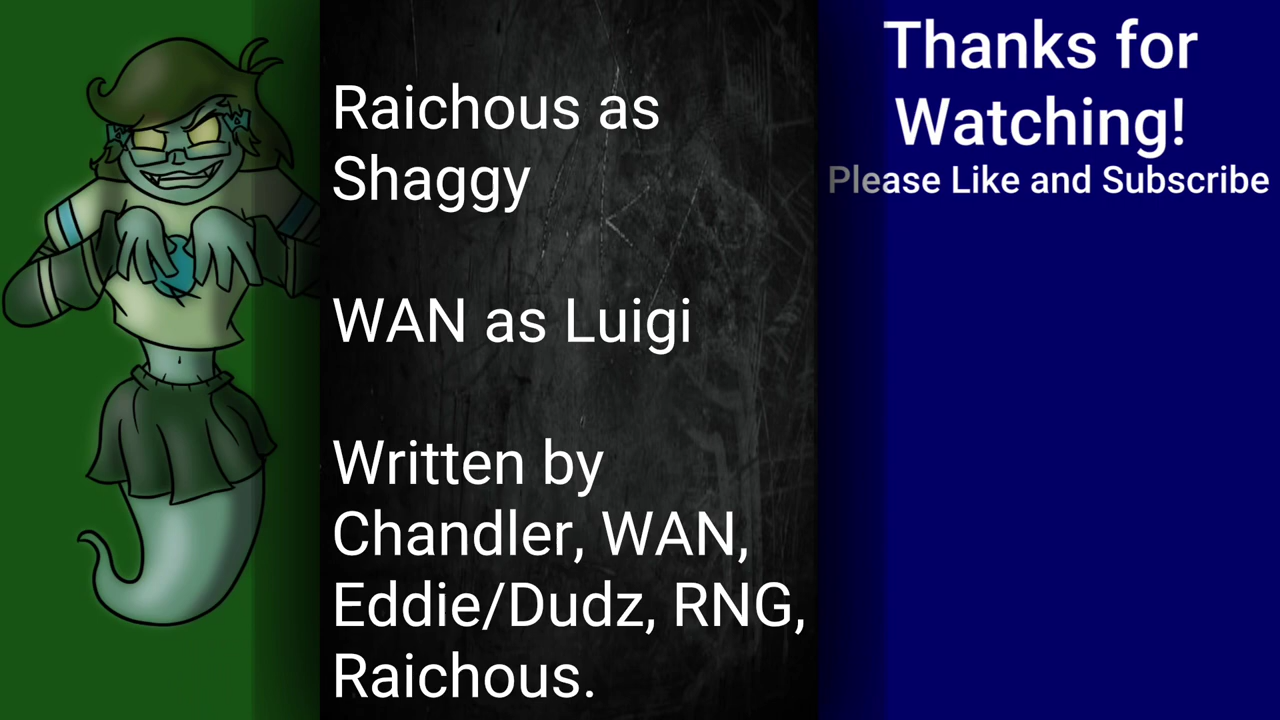 Raichous as
Shaggy
WAN as Luigi
Written by
Chandler, WAN,
Eddie/Dudz, RNG,
Raichous.
Thanks for
Watching!
Please Like and Subscribe